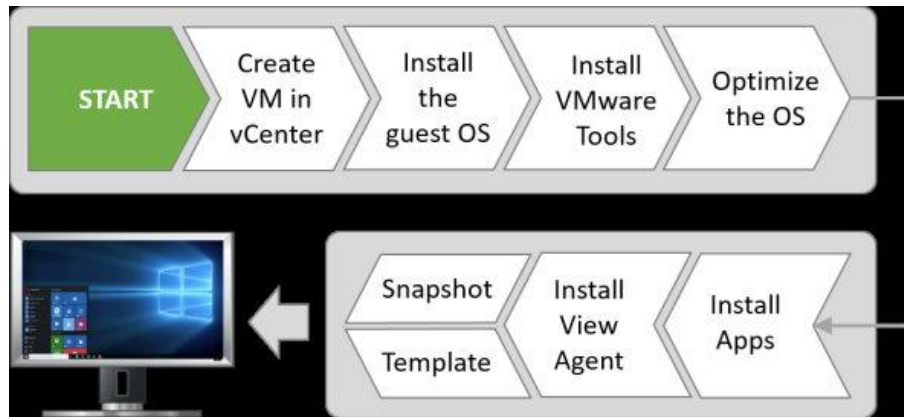 START
Create
VM in
vCenter
Install
the
guest OS
Install
VMware
Tools
Optimize
the OS
Snapshot
Template
Install
View
Agent
Install
Apps